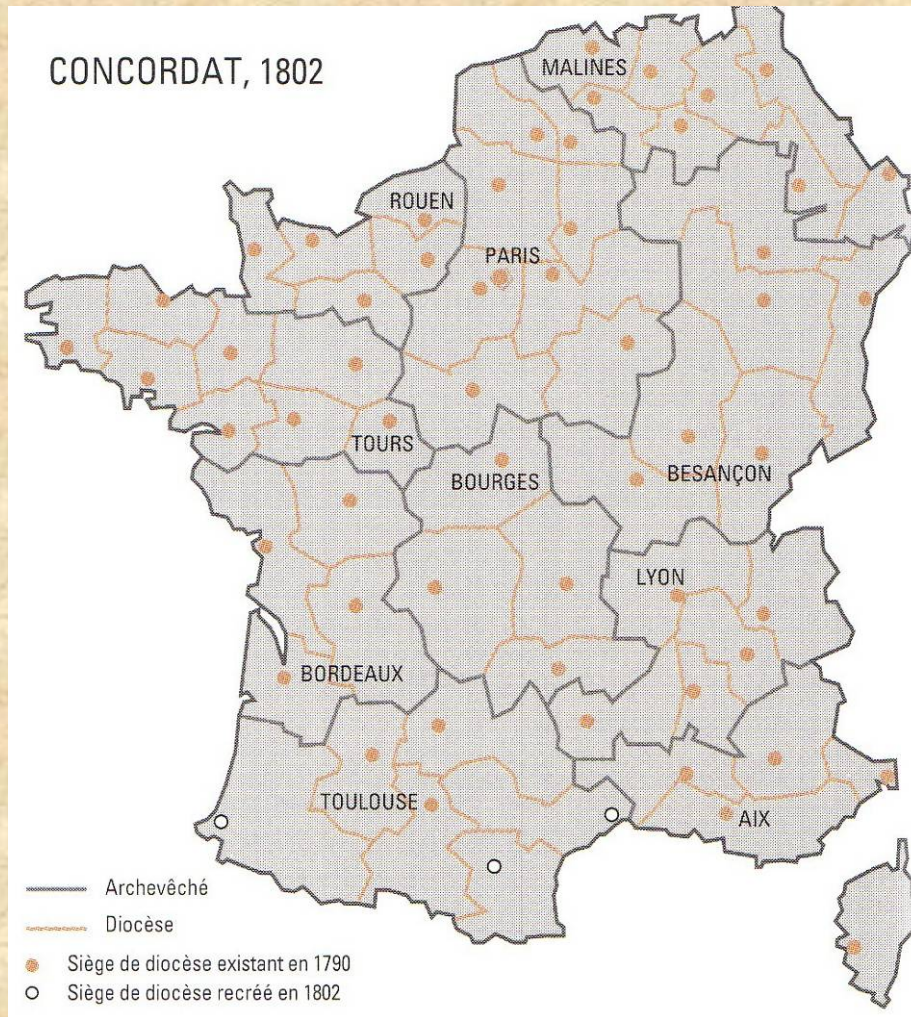 CONCORDAT, 1802
MALINES
ROUEN
PARIS
TOURS
BOURGES
BESANÇON
LYON
BORDEAUX
TOULOUSE
AIX
Archevêché
Diocèse
Siège de diocèse existant en 1790
Siège de diocèse recréé en 1802